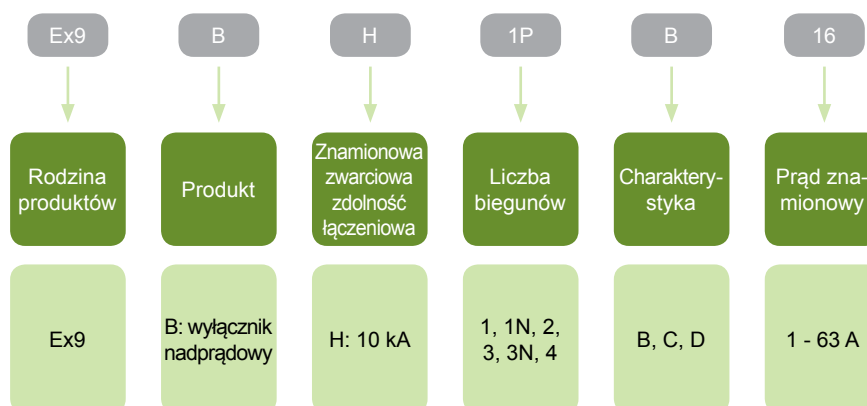 Ex9
B
H
1P
B
16
Rodzina
produktów
Produkt
Znamionowa
zwarciowa
zdolność
łączeniowa
Liczba
biegunów
Charaktery-
styka
Prąd zna-
mionowy
Ex9
B: wyłącznik
nadprądowy
H: 10 kA
1, 1N, 2,
3, 3N, 4
B, C, D
1 - 63 A